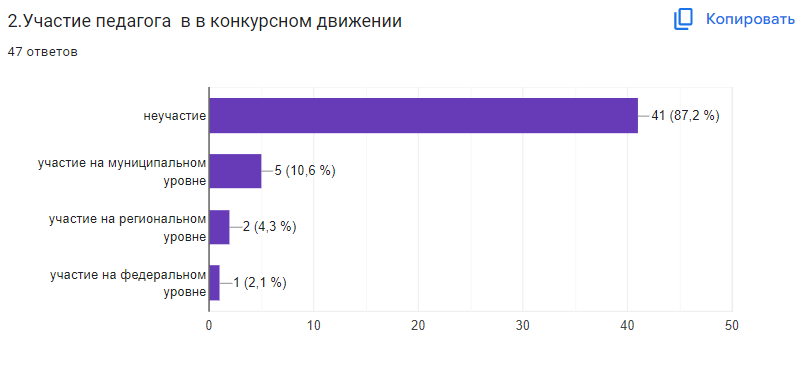 2.Участие педагога  в в конкурсном движении
Копировать
47 ответов
неучастие
41 (87,2 %)
участие на муниципальном
уровне
5 (10,6 %)
участие на региональном
уровне
2 (4,3 %)
участие на федеральном
уровне
1 (2,1 %)
0 10 20 30 40 50